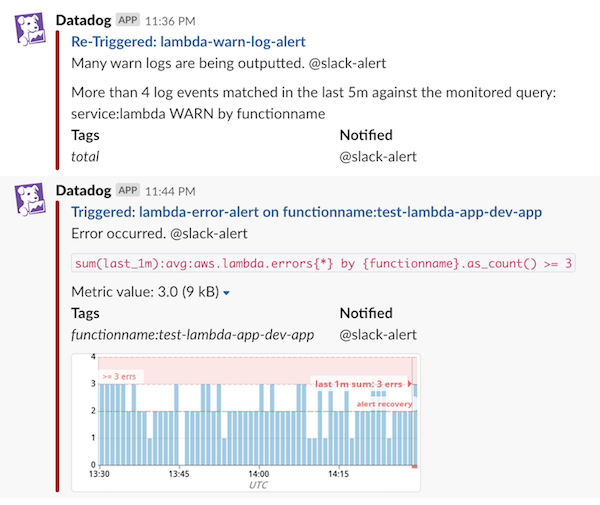 Datadog APP 11:36 PM
Re-Triggered: lambda-warn-log-alert
Many warn logs are being outputted. @slack-alert
More than 4 log events matched in the last 5m against the monitored query:
service:lambda WARN by functionname
Tags Notified
total @slack-alert
Datadog APP 11:44 PM
Triggered: lambda-error-alert on functionname:test-lambda-app-dev-app
Error occurred. @slack-alert
sum(last_1m):avg:aws.lambda.errors{*} by {functionname}.as_count() >= 3
Metric value: 3.0 (9 kB)
Tags Notified
functionname:test-lambda-app-dev-app @slack-alert
4
>= 3 errs
3
last 1m sum: 3 errs
alert recovery
2
1
0
13:30 13:45 14:00 14:15
UTC